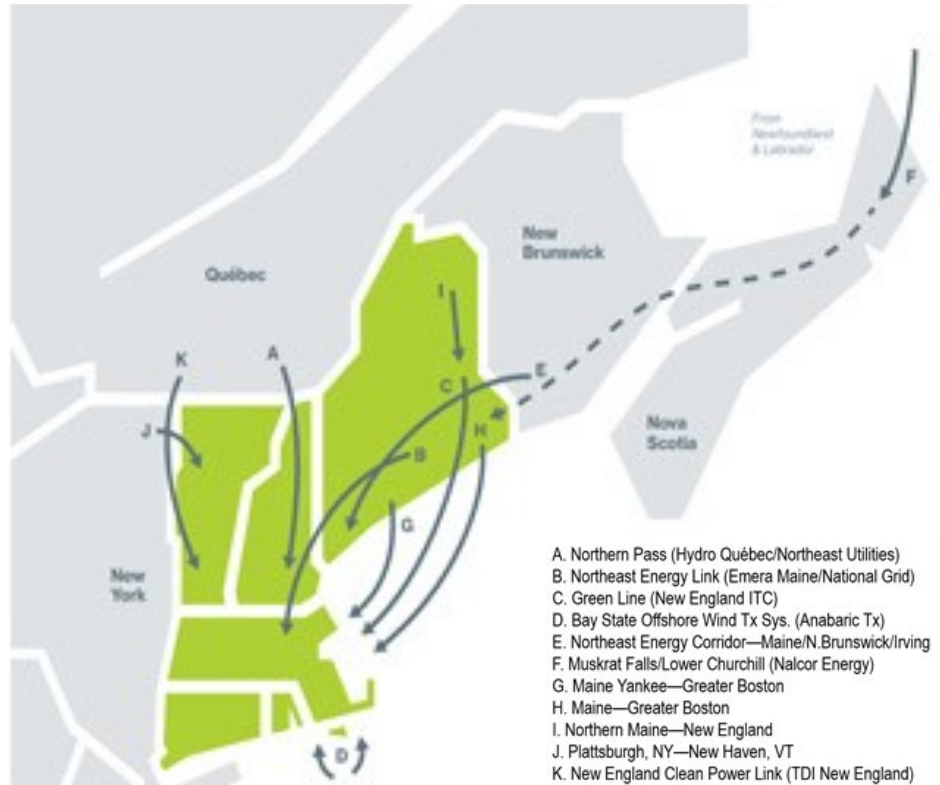 From
Newfoundland
& Labrador
F
New
Brunswick
Québec
I
K
A
E
C
J
H
Nova
Scotia
B
G
New
York
D
A. Northern Pass (Hydro Québec/Northeast Utilities)
B. Northeast Energy Link (Emera Maine/National Grid)
C. Green Line (New England ITC)
D. Bay State Offshore Wind Tx Sys. (Anabaric Tx)
E. Northeast Energy Corridor—Maine/N.Brunswick/Irving
F. Muskrat Falls/Lower Churchill (Nalcor Energy)
G. Maine Yankee—Greater Boston
H. Maine—Greater Boston
I. Northern Maine—New England
J. Plattsburgh, NY—New Haven, VT
K. New England Clean Power Link (TDI New England)